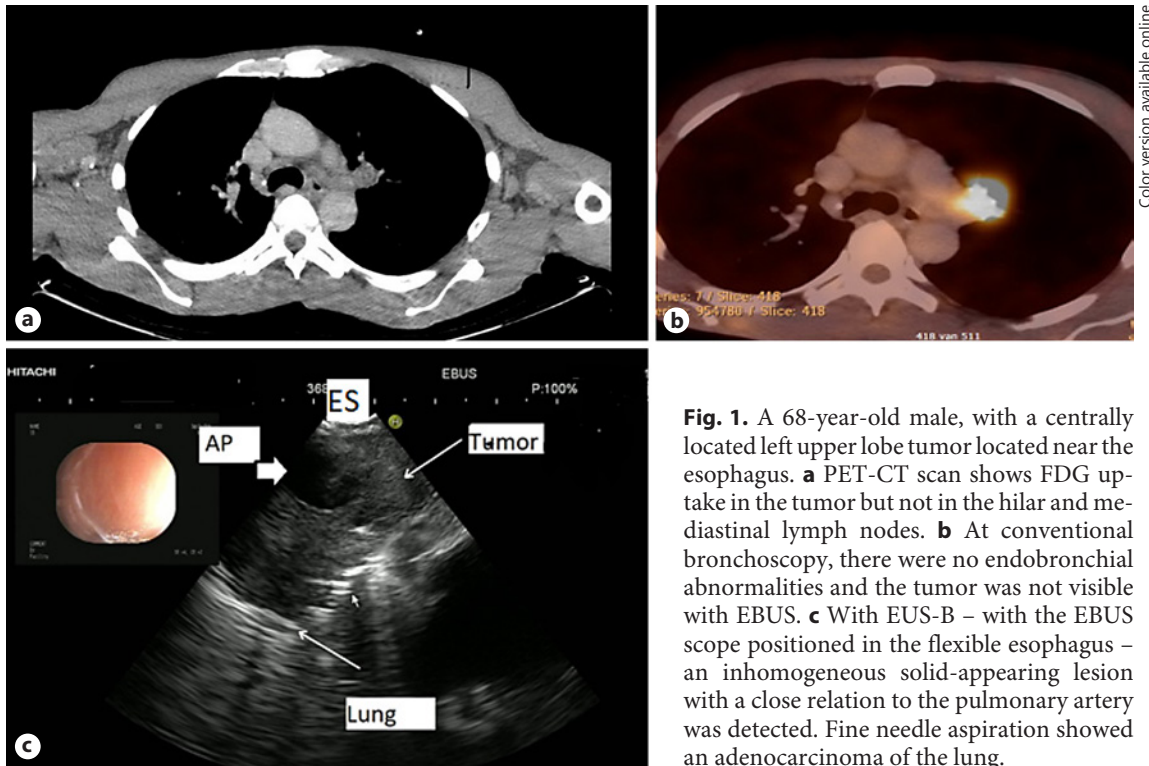 Color version available online
a
enes: 7 / Slice: 418
954780 / Slice: 418
b
418 van 511
HITACHI
EBUS
368
P:100%
ES
AP
Tumor
Lung
c
Fig. 1. A 68-year-old male, with a centrally
located left upper lobe tumor located near the
esophagus. a PET-CT scan shows FDG up-
take in the tumor but not in the hilar and me-
diastinal lymph nodes. b At conventional
bronchoscopy, there were no endobronchial
abnormalities and the tumor was not visible
with EBUS. c With EUS-B – with the EBUS
scope positioned in the flexible esophagus –
an inhomogeneous solid-appearing lesion
with a close relation to the pulmonary artery
was detected. Fine needle aspiration showed
an adenocarcinoma of the lung.